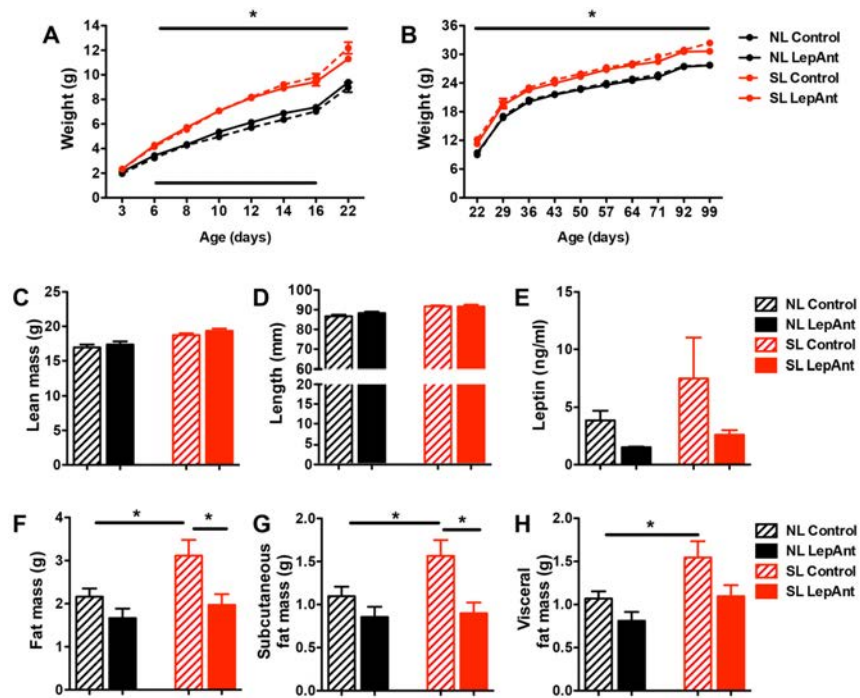 A
*
Weight (g)
14
12
10
8
6
4
2
0
3 6 8 10 12 14 16 22
Age (days)
B
*
Weight (g)
36
30
24
18
12
6
0
22 29 36 43 50 57 64 71 92 99
Age (days)
NL Control
NL LepAnt
SL Control
SL LepAnt
C
Lean mass (g)
25
20
15
10
5
0
D
Length (mm)
100
90
80
70
60
20
15
10
5
0
E
Leptin (ng/ml)
15
10
5
0
NL Control
NL LepAnt
SL Control
SL LepAnt
F
* *
Fat mass (g)
4
3
2
1
0
G
* *
Subcutaneous
fat mass (g)
2.0
1.5
1.0
0.5
0.0
H
*
Visceral
fat mass (g)
2.0
1.5
1.0
0.5
0.0
NL Control
NL LepAnt
SL Control
SL LepAnt